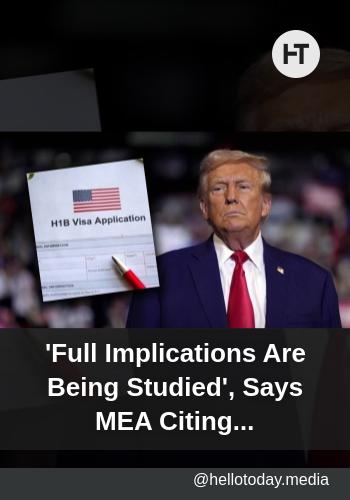 HT
H1B Visa Application
'Full Implications Are
Being Studied', Says
MEA Citing...
@hellotoday.media